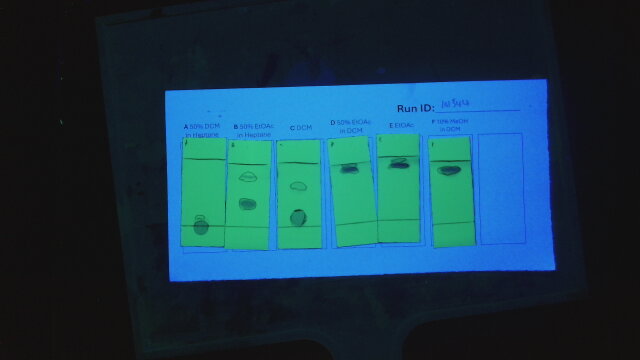 Run ID:
A 50% DCM
in Heptane
B 50% EtOAc
in Heptane
C DCM
D 50% EtOAc
in DCM
E EtOAc
F 10% MeOH
in DCM